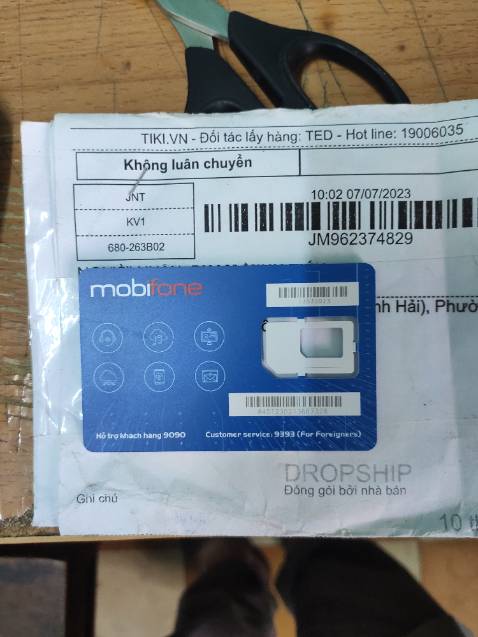 TIKI.VN - Đối tác lấy hàng: TED - Hot line: 19006035
Không luân chuyển
JNT
KV1
680-263B02
10:02 07/07/2023
JM962374829
mobifone
nh Hải), Phườ
Hỗ trợ khách hàng 9090
Customer service: 9393 (For Foreigners)
DROPSHIP
Đóng gói bởi nhà bán
Ghi chú
10